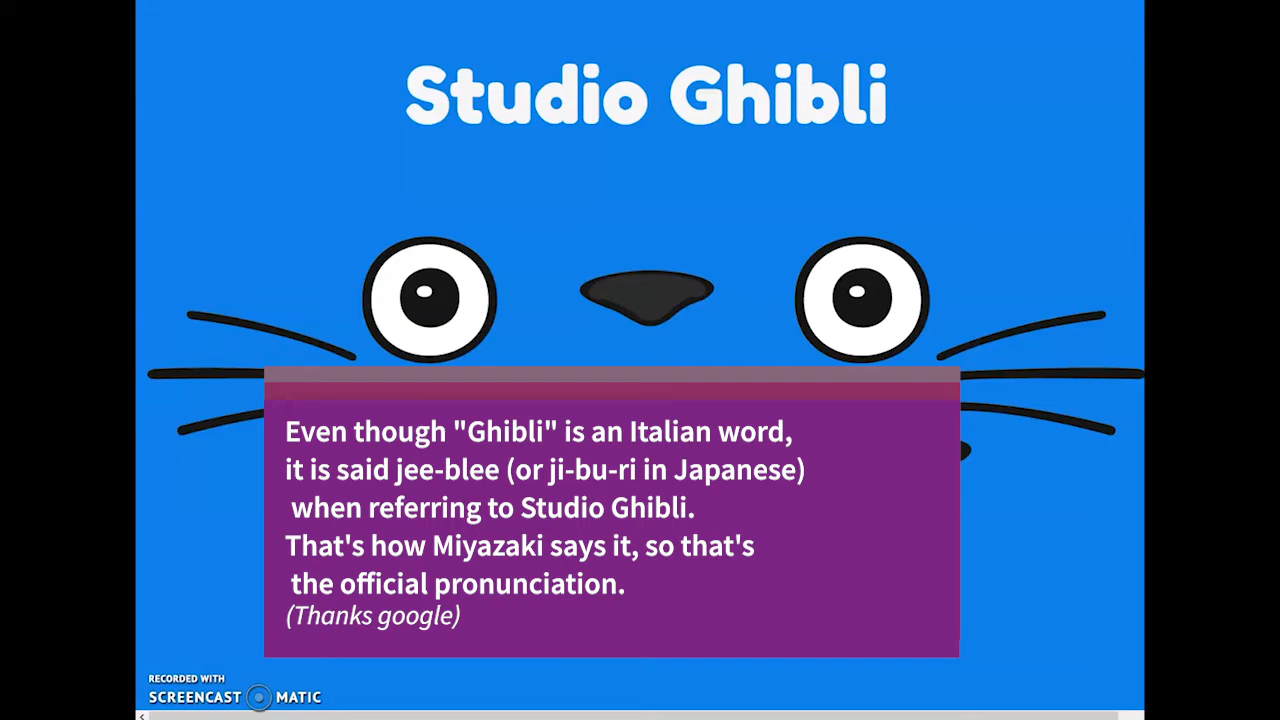 Studio Ghibli
Even though "Ghibli" is an Italian word,
it is said jee-blee (or ji-bu-ri in Japanese)
when referring to Studio Ghibli.
That's how Miyazaki says it, so that's
the official pronunciation.
(Thanks google)
RECORDED WITH
SCREENCAST MATIC